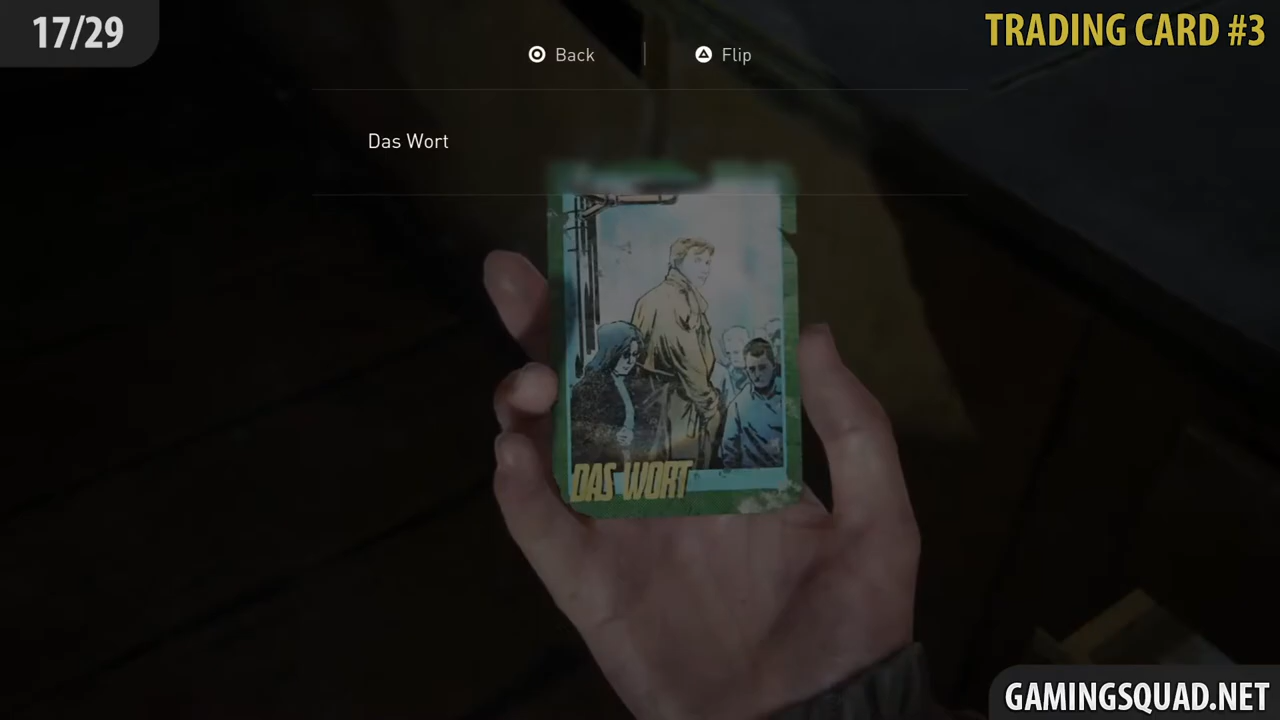 17/29
TRADING CARD #3
Back
Flip
Das Wort
DAS WORT
GAMINGSQUAD.NET